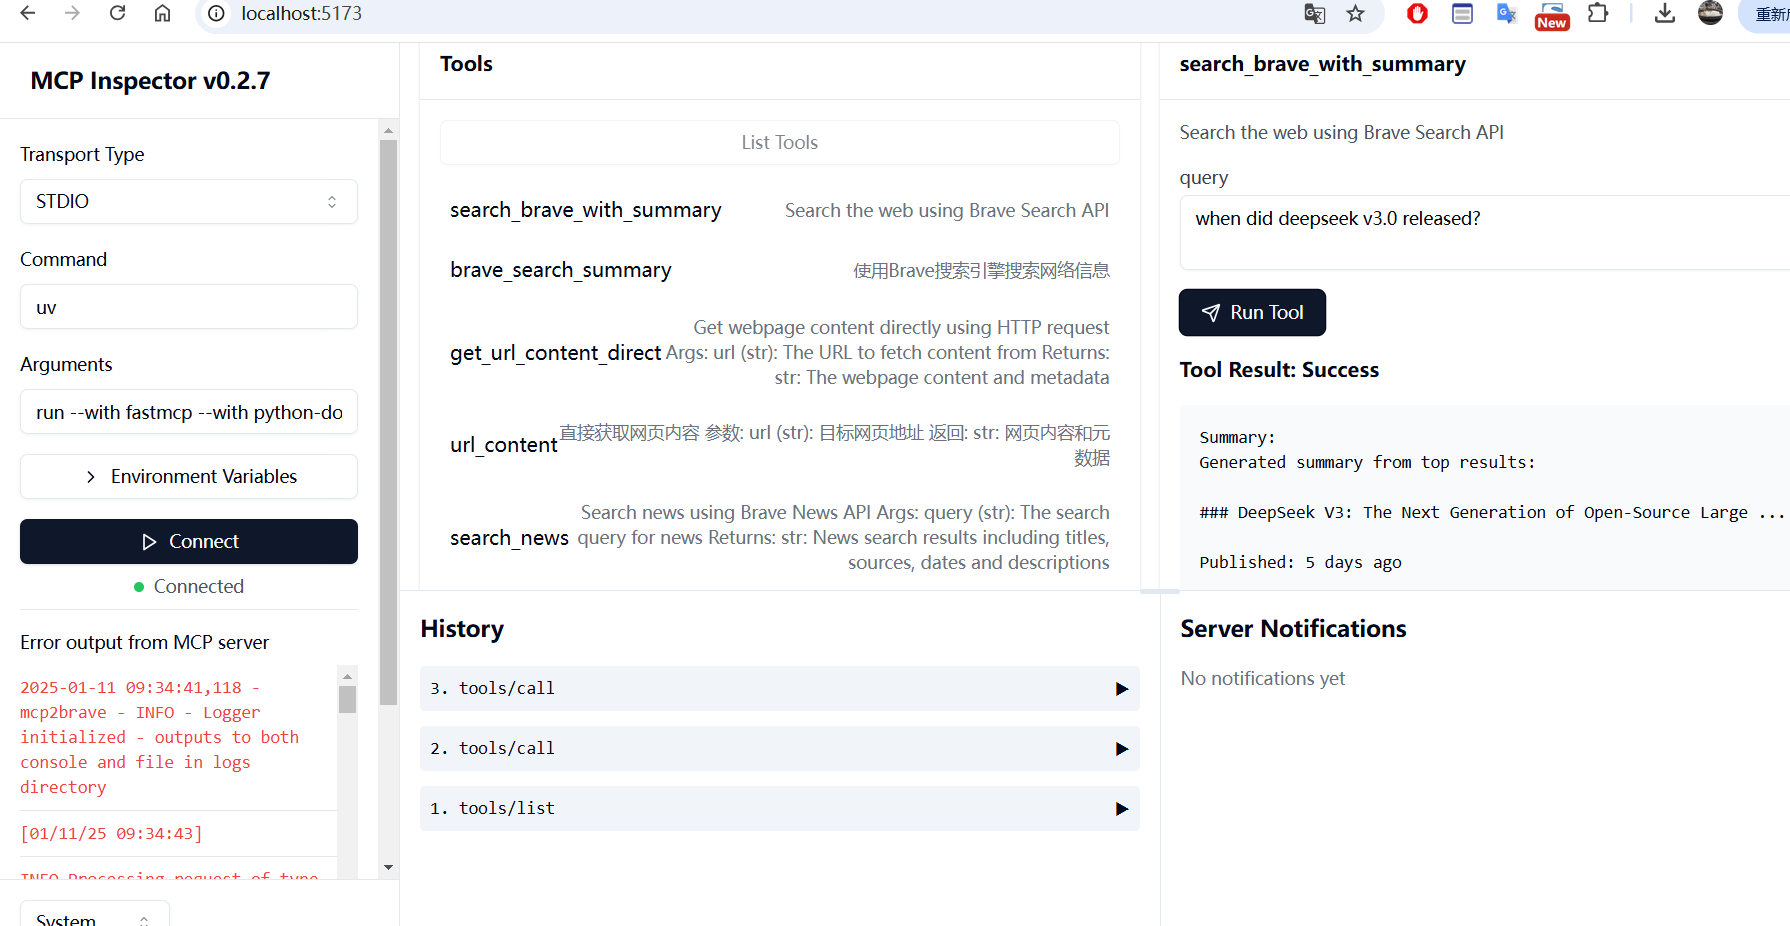 localhost:5173
New
MCP Inspector v0.2.7
Transport Type
STDIO
Command
uv
Arguments
run --with fastmcp --with python-do
Environment Variables
Connect
Connected
Error output from MCP server
2025-01-11 09:34:41,118 -
mcp2brave - INFO - Logger
initialized - outputs to both
console and file in logs
directory
[01/11/25 09:34:43]
INFO Processing request of type
System
Tools
List Tools
search_brave_with_summary
Search the web using Brave Search API
brave_search_summary
使用Brave搜索引擎搜索网络信息
get_url_content_direct
Get webpage content directly using HTTP request
Args: url (str): The URL to fetch content from Returns:
str: The webpage content and metadata
url_content
直接获取网页内容 参数: url (str): 目标网页地址 返回: str: 网页内容和元
数据
search_news
Search news using Brave News API Args: query (str): The search
query for news Returns: str: News search results including titles,
sources, dates and descriptions
History
3. tools/call
2. tools/call
1. tools/list
search_brave_with_summary
Search the web using Brave Search API
query
when did deepseek v3.0 released?
Run Tool
Tool Result: Success
Summary:
Generated summary from top results:
### DeepSeek V3: The Next Generation of Open-Source Large ...
Published: 5 days ago
Server Notifications
No notifications yet